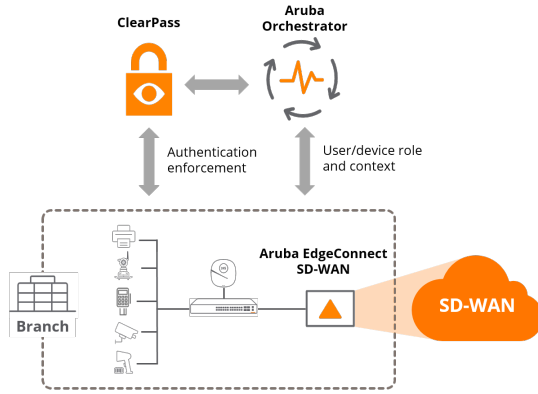 ClearPass
Aruba
Orchestrator
Authentication
enforcement
User/device role
and context
Aruba EdgeConnect
SD-WAN
Branch
SD-WAN